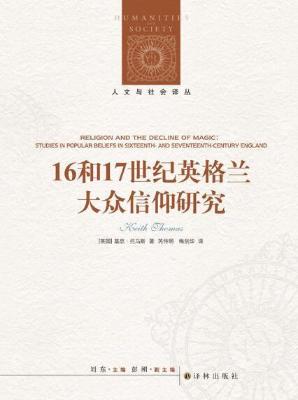 HUMANITIES
SOCIETY
人文与社会译丛
RELIGION AND THE DECLINE OF MAGIC:
STUDIES IN POPULAR BELIEFS IN SIXTEENTH- AND SEVENTEENTH-CENTURY ENGLAND
16和17世纪英格兰
大众信仰研究
Keith Thomas
[英国] 基思·托马斯 著 芮传明 梅剑华 译
刘东·主编 彭刚·副主编
译林出版社